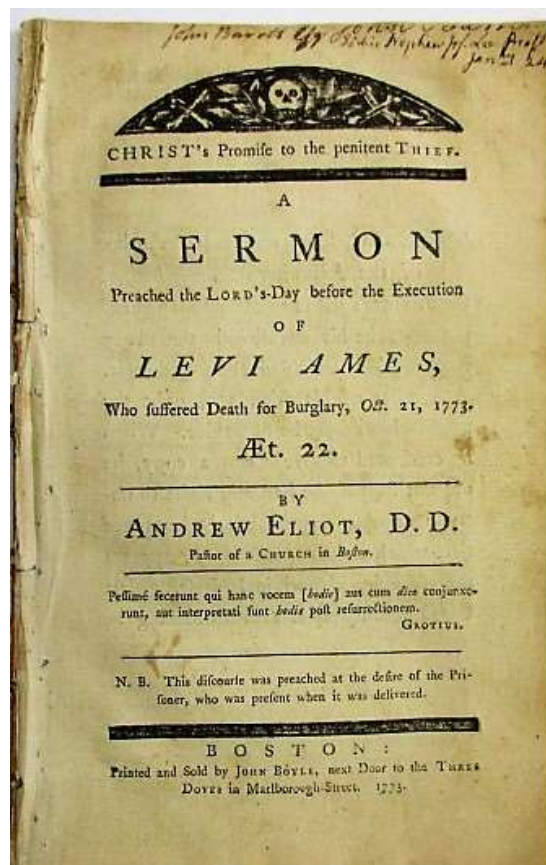 John Barrett Esq
CHRIST's Promiſe to the penitent THIEF.
A
SERMON
Preached the LORD's-Day before the Execution
OF
LEVI AMES,
Who ſuffered Death for Burglary, Oct. 21, 1773.
Æt. 22.
BY
ANDREW ELIOT, D. D.
Paſtor of a CHURCH in Boſton.
Peſſimé fecerunt qui hanc vocem [hodie] aut cum dico conjunxe-
runt, aut interpretati ſunt hodie poſt reſurrectionem.
GROTIUS.
N. B. This diſcourſe was preached at the deſire of the Pri-
ſoner, who was preſent when it was delivered.
BOSTON:
Printed and Sold by JOHN BOYLE, next Door to the THREE
DOVES in Marlborough-Street. 1773.